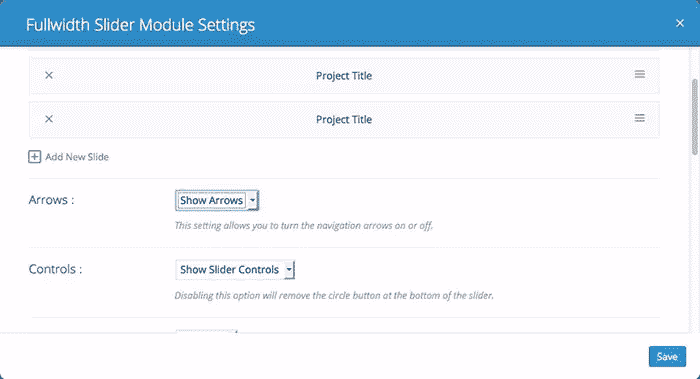 Fullwidth Slider Module Settings
Project Title
Project Title
Add New Slide
Arrows :
Show Arrows
This setting allows you to turn the navigation arrows on or off.
Controls :
Show Slider Controls
Disabling this option will remove the circle button at the bottom of the slider.
Save